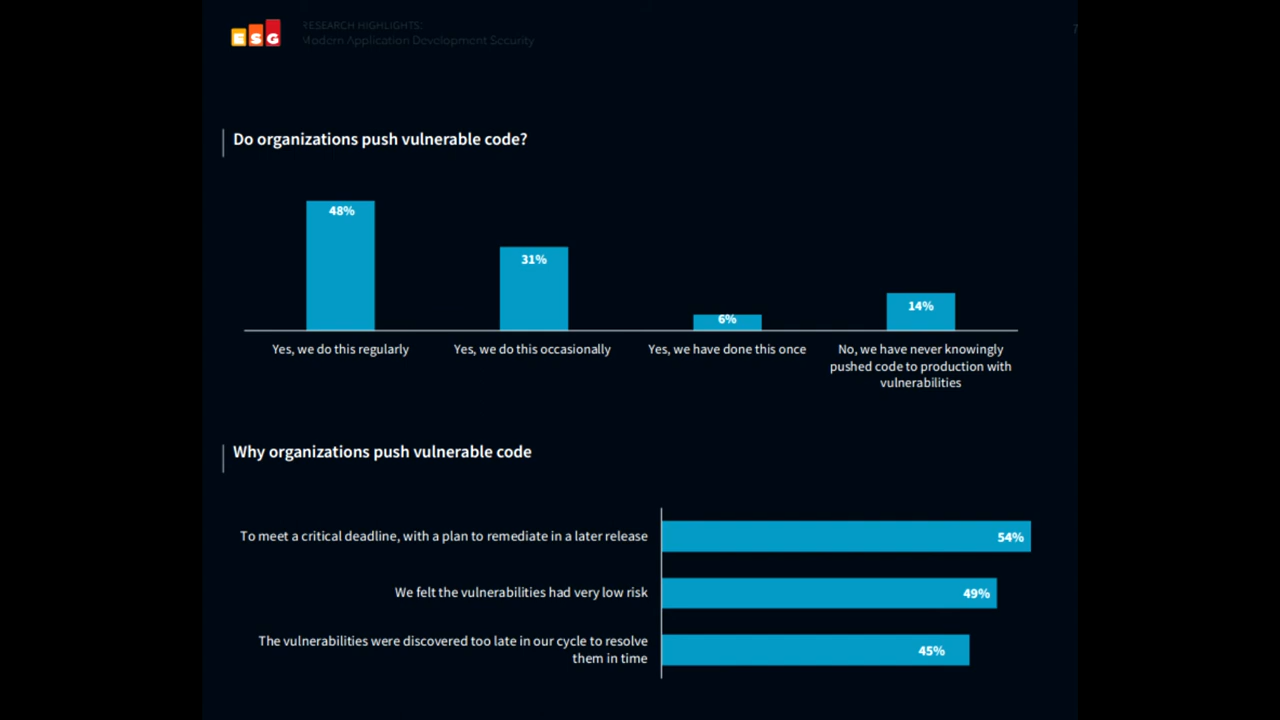 ESG
RESEARCH HIGHLIGHTS:
Modern Application Development Security
7
Do organizations push vulnerable code?
48%
31%
6%
14%
Yes, we do this regularly
Yes, we do this occasionally
Yes, we have done this once
No, we have never knowingly
pushed code to production with
vulnerabilities
Why organizations push vulnerable code
To meet a critical deadline, with a plan to remediate in a later release
54%
We felt the vulnerabilities had very low risk
49%
The vulnerabilities were discovered too late in our cycle to resolve
them in time
45%